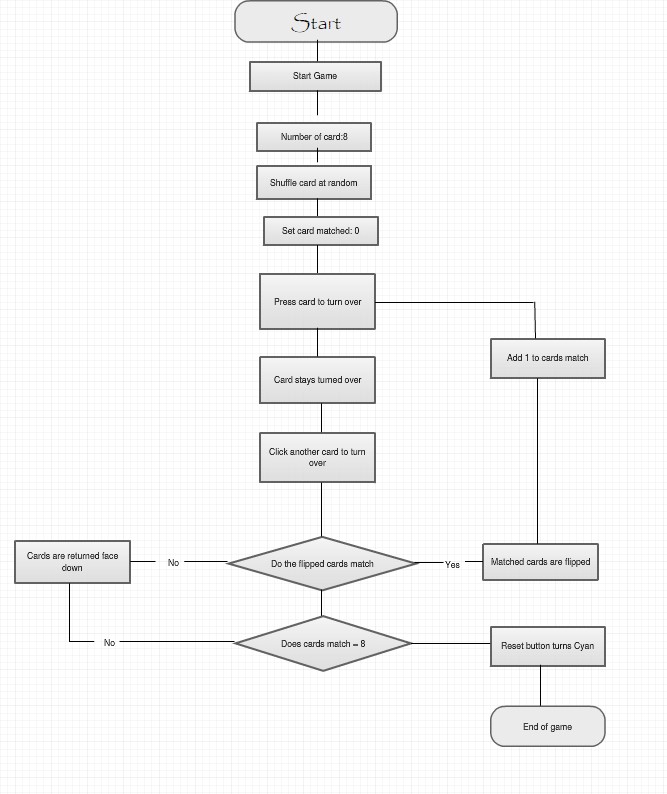 Start
Start Game
Number of card:8
Shuffle card at random
Set card matched: 0
Press card to turn over
Add 1 to cards match
Card stays turned over
Click another card to turn
over
Cards are returned face
down
No
Do the flipped cards match
Yes
Matched cards are flipped
No
Does cards match = 8
Reset button turns Cyan
End of game